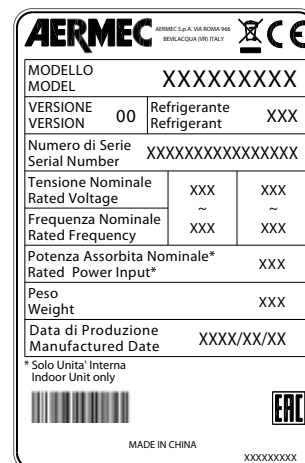 AERMEC AERMEC S.p.A. VIA ROMA 966
BEVILACQUA (VR) ITALY
CE
MODELLO
MODEL
XXXXXXXXX
VERSIONE
VERSION
00
Refrigerante
Refrigerant
XXX
Numero di Serie
Serial Number
XXXXXXXXXXXXXXXX
Tensione Nominale
Rated Voltage
XXX XXX
~ ~
Frequenza Nominale
Rated Frequency
XXX XXX
Potenza Assorbita Nominale*
Rated Power Input*
XXX
Peso
Weight
XXX
Data di Produzione
Manufactured Date
XXXX/XX/XX
* Solo Unita' Interna
Indoor Unit only
EAC
MADE IN CHINA
XXXXXXXXX